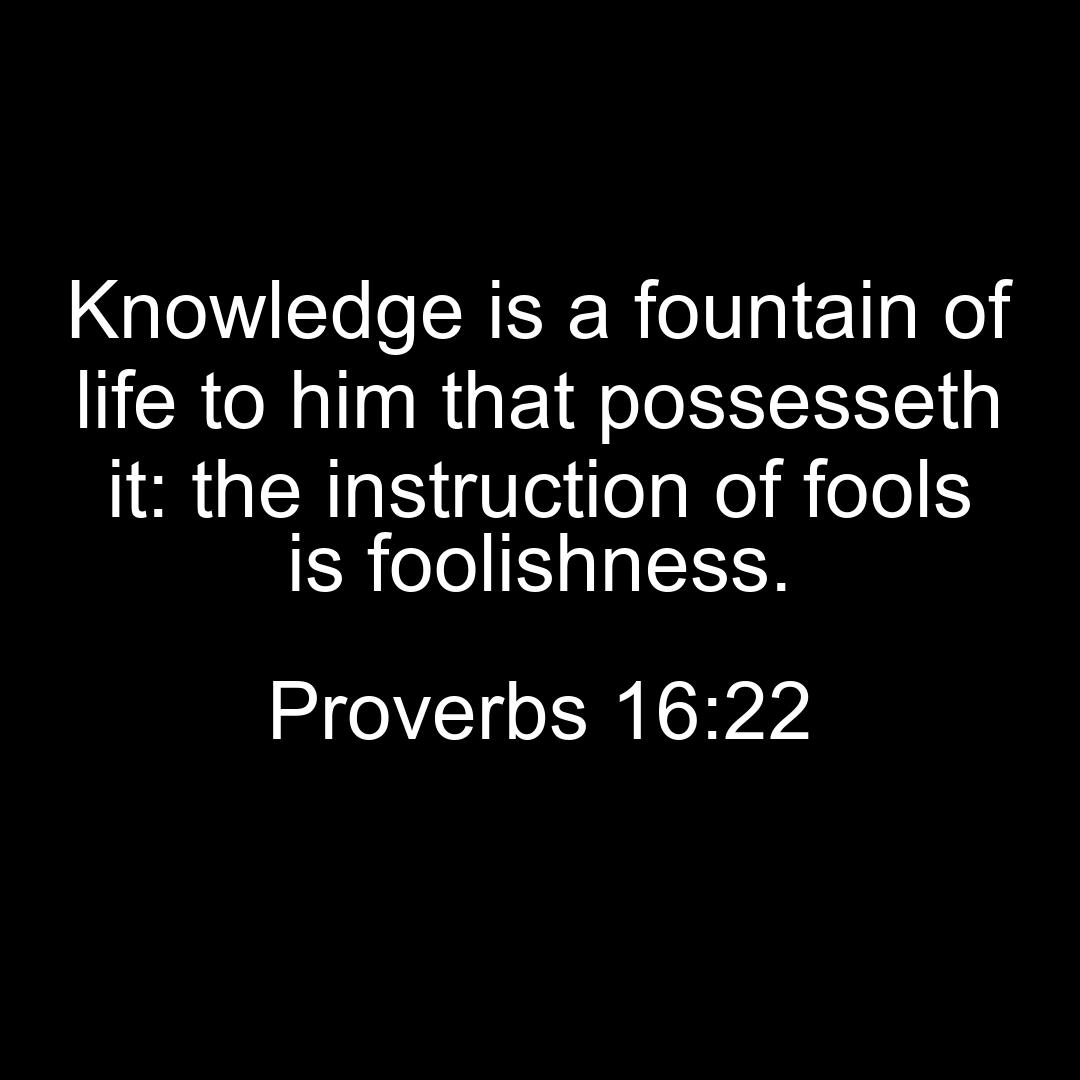 Knowledge is a fountain of
life to him that possesseth
it: the instruction of fools
is foolishness.
Proverbs 16:22